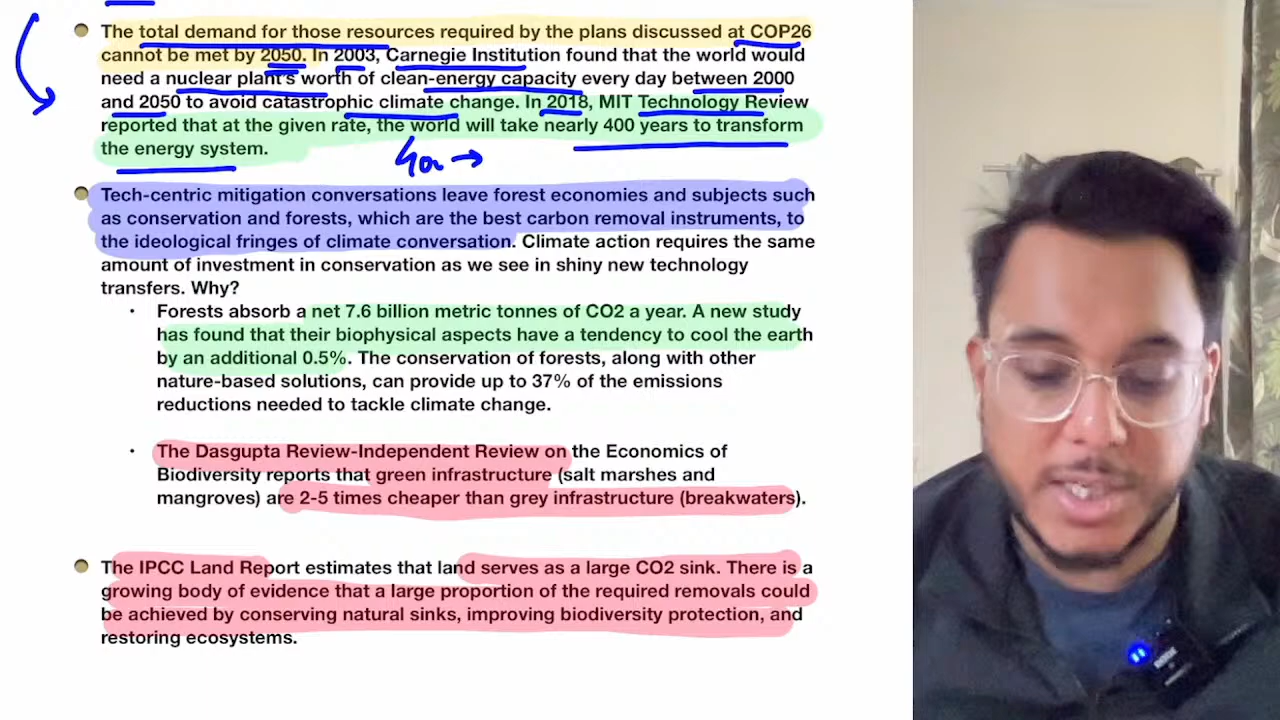 The total demand for those resources required by the plans discussed at COP26
cannot be met by 2050. In 2003, Carnegie Institution found that the world would
need a nuclear plant's worth of clean-energy capacity every day between 2000
and 2050 to avoid catastrophic climate change. In 2018, MIT Technology Review
reported that at the given rate, the world will take nearly 400 years to transform
the energy system.
400 →
Tech-centric mitigation conversations leave forest economies and subjects such
as conservation and forests, which are the best carbon removal instruments, to
the ideological fringes of climate conversation. Climate action requires the same
amount of investment in conservation as we see in shiny new technology
transfers. Why?
Forests absorb a net 7.6 billion metric tonnes of CO2 a year. A new study
has found that their biophysical aspects have a tendency to cool the earth
by an additional 0.5%. The conservation of forests, along with other
nature-based solutions, can provide up to 37% of the emissions
reductions needed to tackle climate change.
The Dasgupta Review-Independent Review on the Economics of
Biodiversity reports that green infrastructure (salt marshes and
mangroves) are 2-5 times cheaper than grey infrastructure (breakwaters).
The IPCC Land Report estimates that land serves as a large CO2 sink. There is a
growing body of evidence that a large proportion of the required removals could
be achieved by conserving natural sinks, improving biodiversity protection, and
restoring ecosystems.